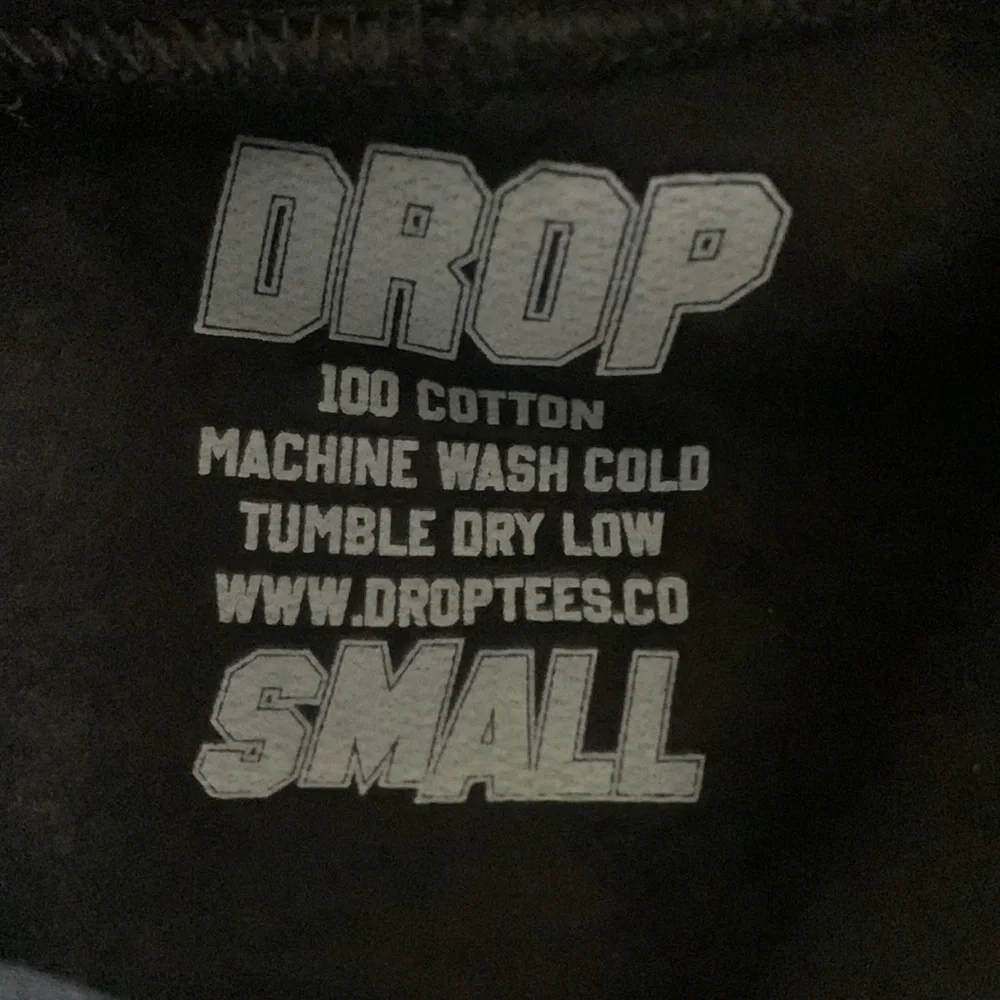 DROP
100 COTTON
MACHINE WASH COLD
TUMBLE DRY LOW
WWW.DROPTEES.CO
SMALL